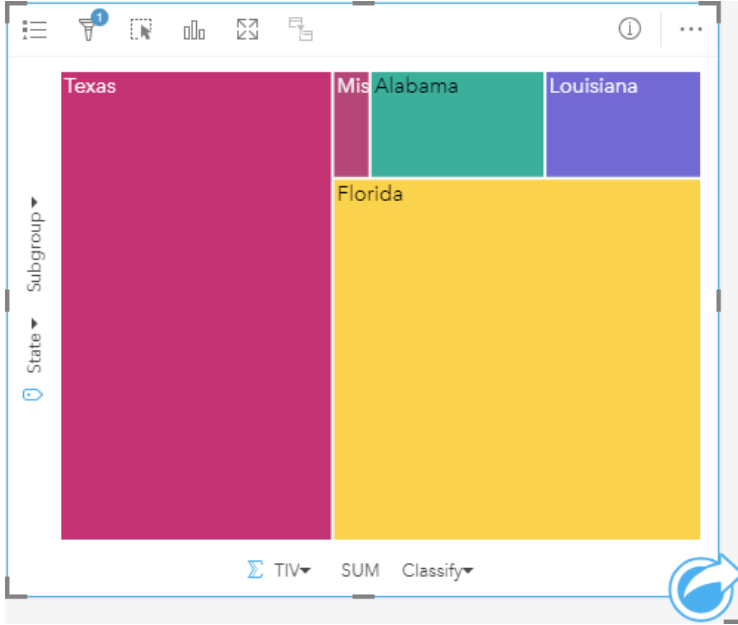 1
Texas
Mis
Alabama
Louisiana
Florida
Subgroup
State
TIV SUM Classify